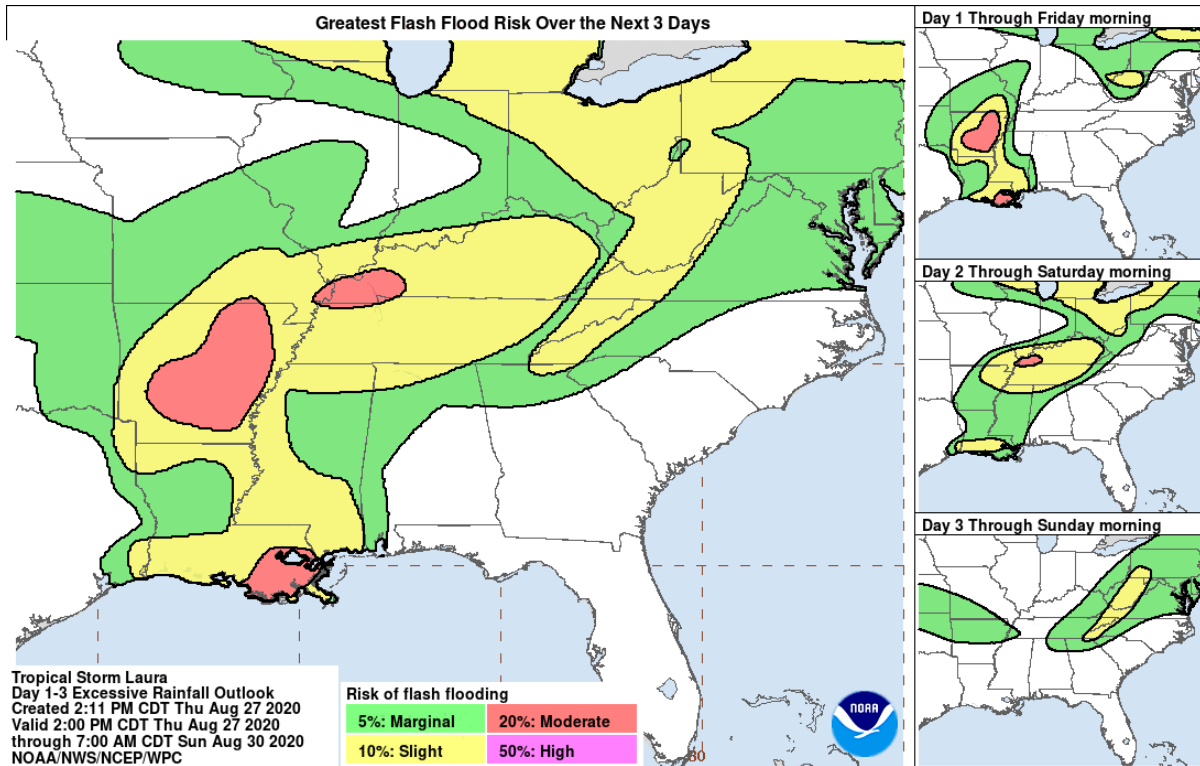 Greatest Flash Flood Risk Over the Next 3 Days
Day 1 Through Friday morning
Day 2 Through Saturday morning
Day 3 Through Sunday morning
Tropical Storm Laura
Day 1-3 Excessive Rainfall Outlook
Created 2:11 PM CDT Thu Aug 27 2020
Valid 2:00 PM CDT Thu Aug 27 2020
through 7:00 AM CDT Sun Aug 30 2020
NOAA/NWS/NCEP/WPC
Risk of flash flooding
5%: Marginal
20%: Moderate
10%: Slight
50%: High
NOAA